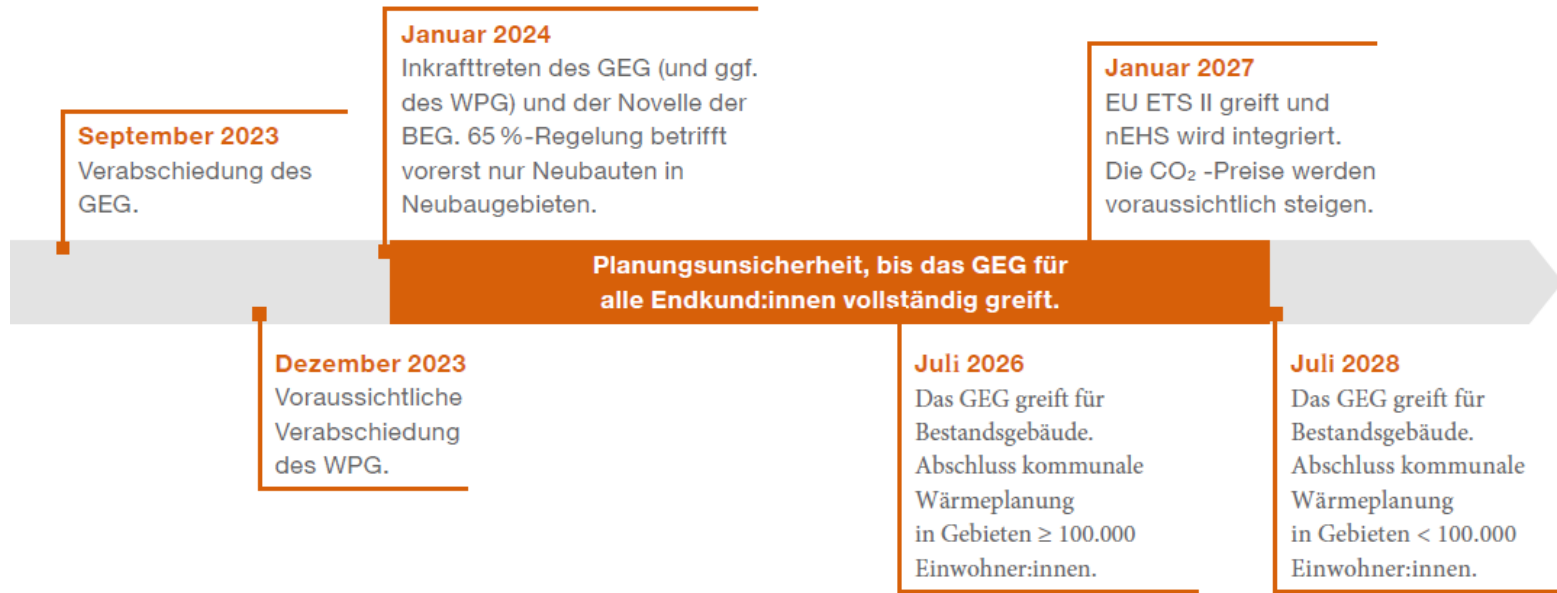 September 2023
Verabschiedung des
GEG.
Januar 2024
Inkrafttreten des GEG (und ggf.
des WPG) und der Novelle der
BEG. 65 %-Regelung betrifft
vorerst nur Neubauten in
Neubaugebieten.
Januar 2027
EU ETS II greift und
nEHS wird integriert.
Die CO₂ -Preise werden
voraussichtlich steigen.
Planungsunsicherheit, bis das GEG für
alle Endkund:innen vollständig greift.
Dezember 2023
Voraussichtliche
Verabschiedung
des WPG.
Juli 2026
Das GEG greift für
Bestandsgebäude.
Abschluss kommunale
Wärmeplanung
in Gebieten ≥ 100.000
Einwohner:innen.
Juli 2028
Das GEG greift für
Bestandsgebäude.
Abschluss kommunale
Wärmeplanung
in Gebieten < 100.000
Einwohner:innen.